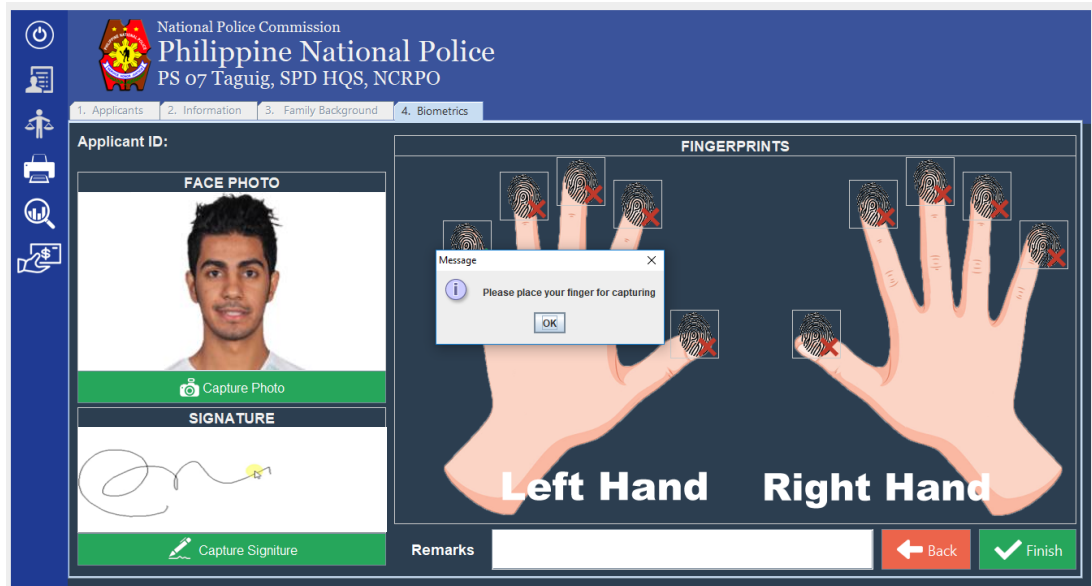 National Police Commission
Philippine National Police
PS 07 Taguig, SPD HQS, NCRPO
1. Applicants
2. Information
3. Family Background
4. Biometrics
Applicant ID:
FACE PHOTO
Capture Photo
SIGNATURE
Capture Signiture
FINGERPRINTS
Message
Please place your finger for capturing
OK
Left Hand
Right Hand
Remarks
Back
Finish